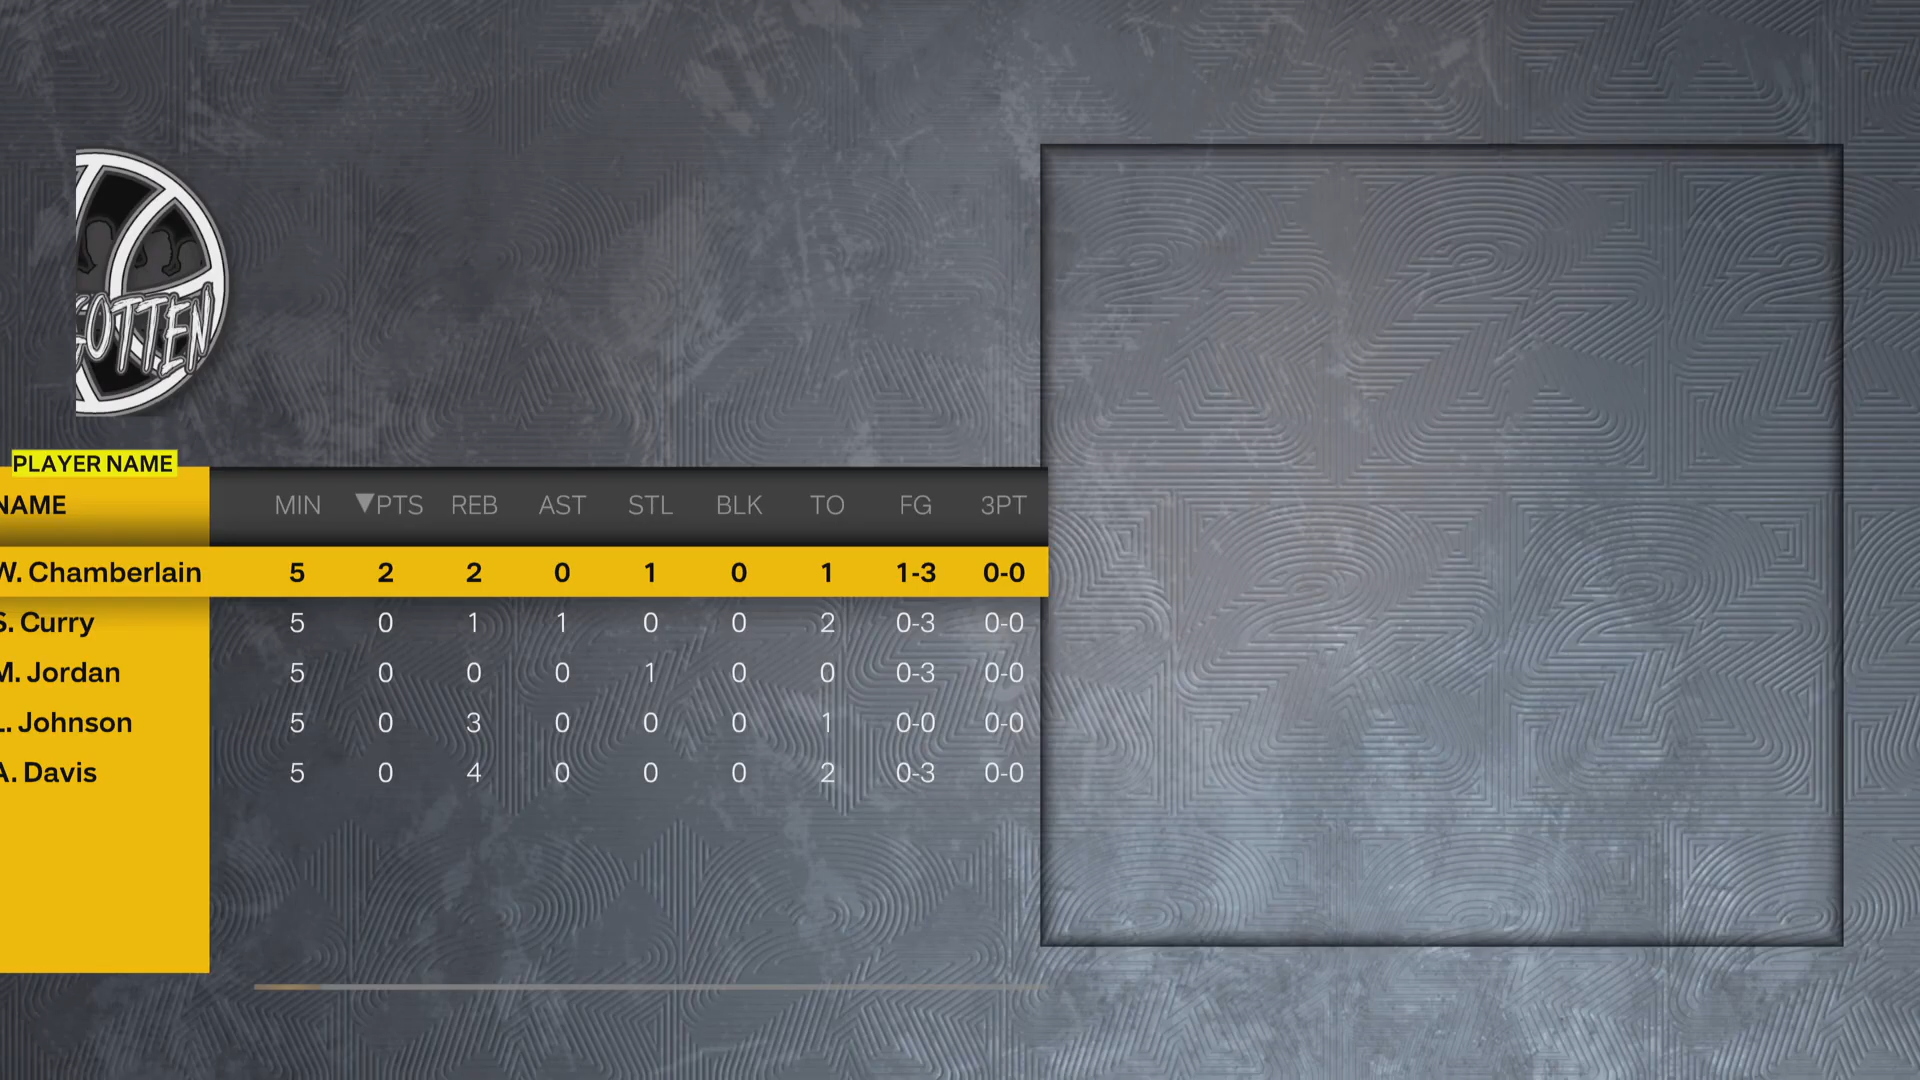 GOTTEN
PLAYER NAME
NAME MIN ▼PTS REB AST STL BLK TO FG 3PT
W. Chamberlain 5 2 2 0 1 0 1 1-3 0-0
S. Curry 5 0 1 1 0 0 2 0-3 0-0
M. Jordan 5 0 0 0 1 0 0 0-3 0-0
L. Johnson 5 0 3 0 0 0 1 0-0 0-0
A. Davis 5 0 4 0 0 0 2 0-3 0-0